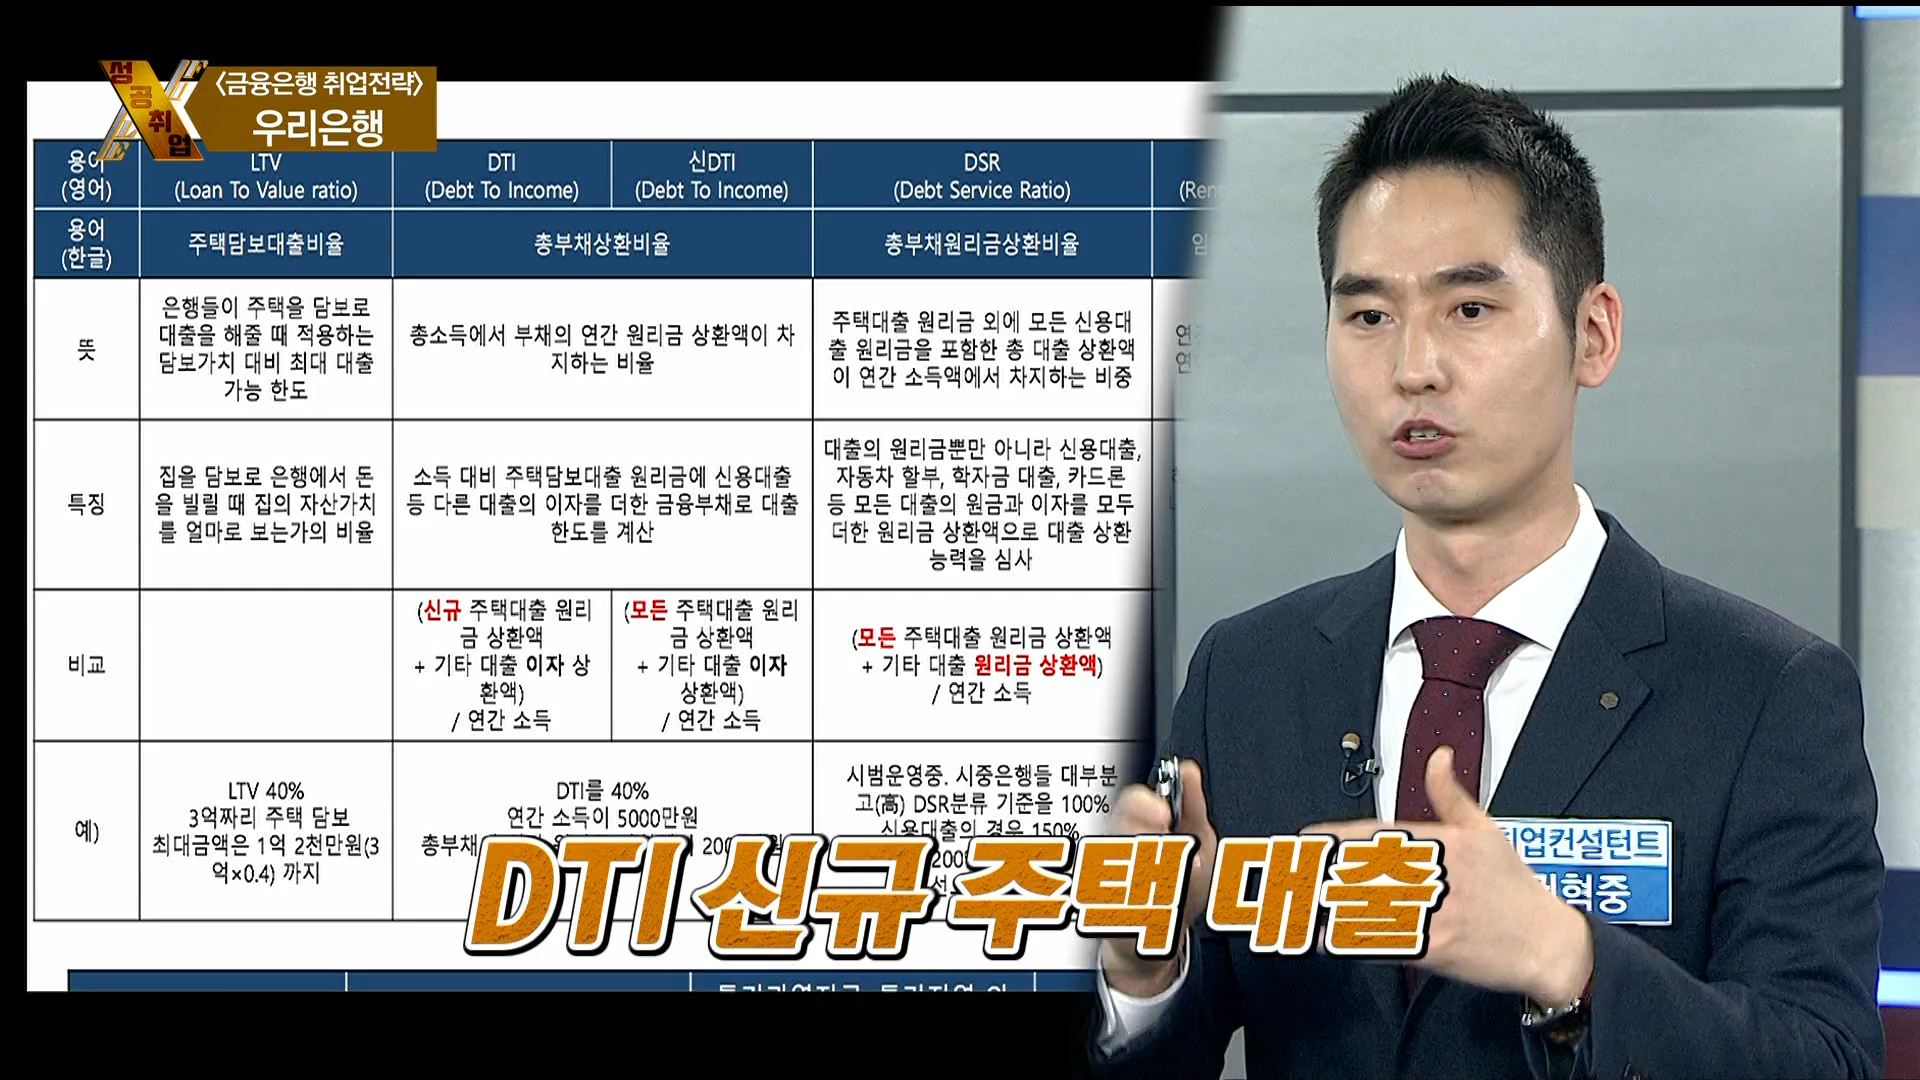 성공취업
〈금융은행 취업전략〉
우리은행
용어
(영어)
LTV
(Loan To Value ratio)
DTI
(Debt To Income)
신DTI
(Debt To Income)
DSR
(Debt Service Ratio)
용어
(한글)
주택담보대출비율
총부채상환비율
총부채원리금상환비율
뜻
은행들이 주택을 담보로
대출을 해줄 때 적용하는
담보가치 대비 최대 대출
가능 한도
총소득에서 부채의 연간 원리금 상환액이 차
지하는 비율
주택대출 원리금 외에 모든 신용대
출 원리금을 포함한 총 대출 상환액
이 연간 소득액에서 차지하는 비중
특징
집을 담보로 은행에서 돈
을 빌릴 때 집의 자산가치
를 얼마로 보는가의 비율
소득 대비 주택담보대출 원리금에 신용대출
등 다른 대출의 이자를 더한 금융부채로 대출
한도를 계산
대출의 원리금뿐만 아니라 신용대출,
자동차 할부, 학자금 대출, 카드론
등 모든 대출의 원금과 이자를 모두
더한 원리금 상환액으로 대출 상환
능력을 심사
비교
(신규 주택대출 원리
금 상환액
+ 기타 대출 이자 상
환액)
/ 연간 소득
(모든 주택대출 원리
금 상환액
+ 기타 대출 이자
상환액)
/ 연간 소득
(모든 주택대출 원리금 상환액
+ 기타 대출 원리금 상환액)
/ 연간 소득
예)
LTV 40%
3억짜리 주택 담보
최대금액은 1억 2천만원(3
억×0.4) 까지
DTI를 40%
연간 소득이 5000만원
총부채
시범운영중. 시중은행들 대부분
고(高) DSR분류 기준을 100%
신용대출의 경우 150%
DTI 신규 주택 대출
취업컨설턴트
혁중